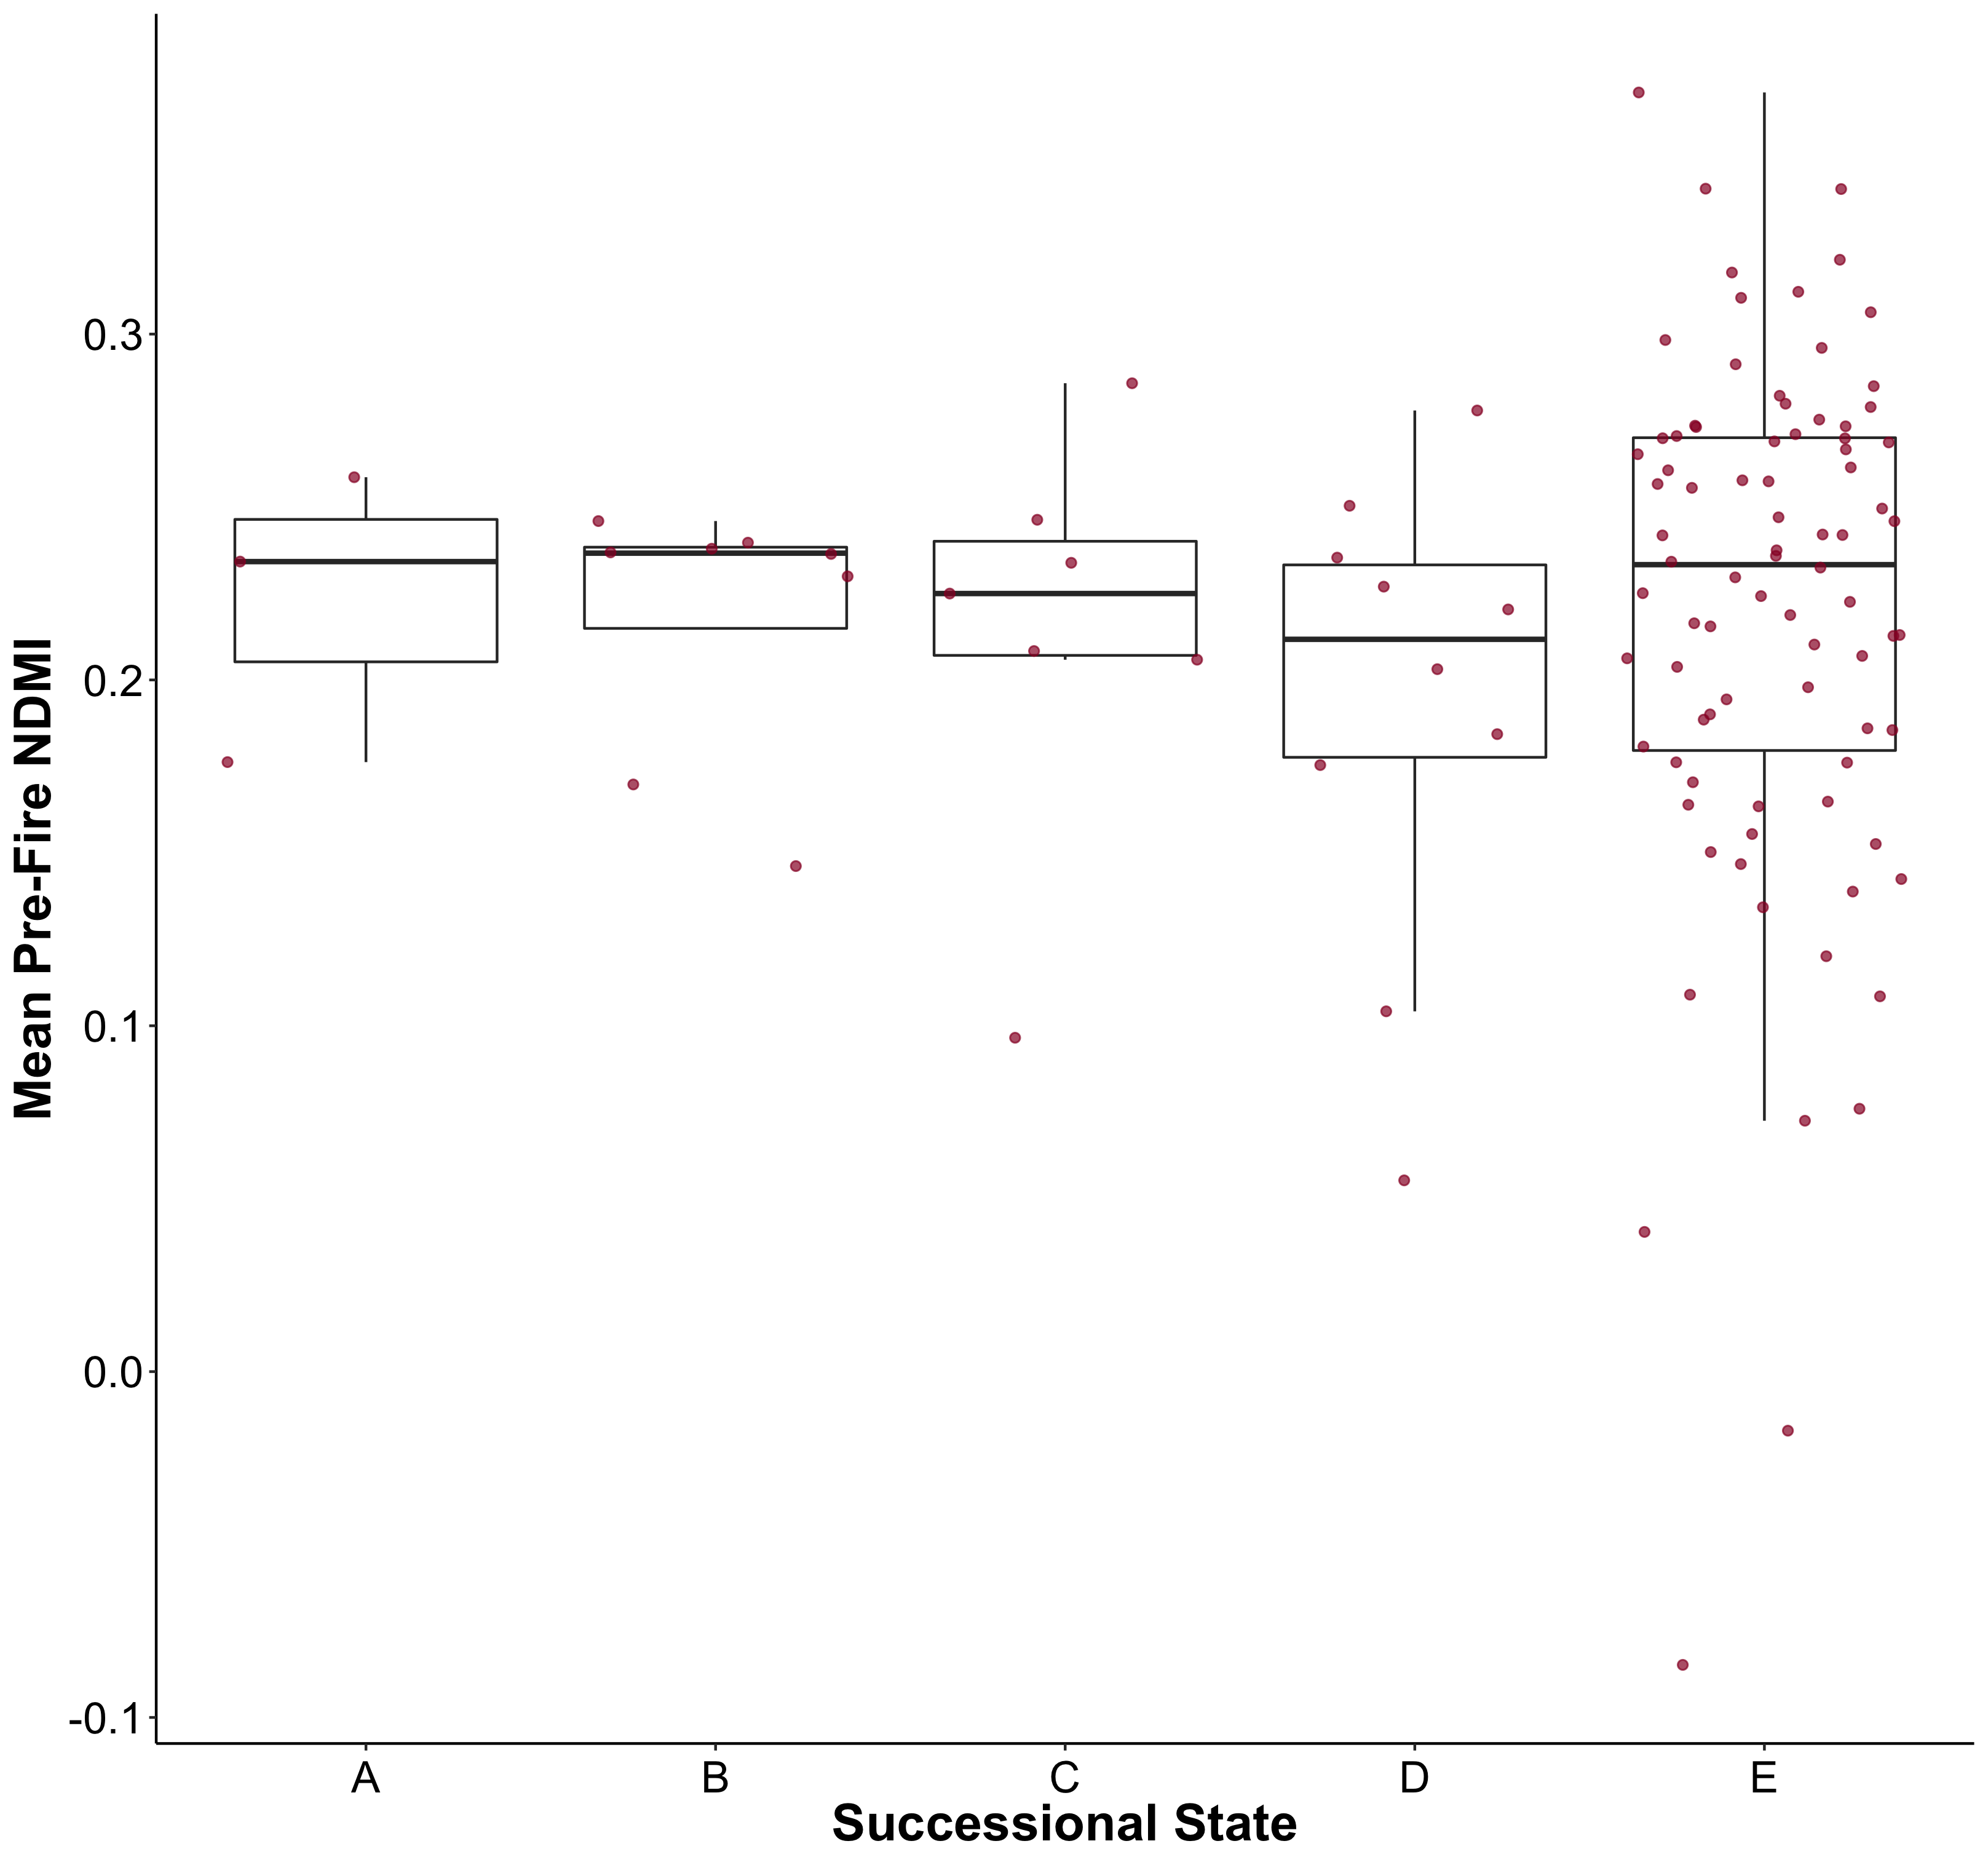 Mean Pre-Fire NDMI
0.3
0.2
0.1
0.0
-0.1
A B C D E
Successional State